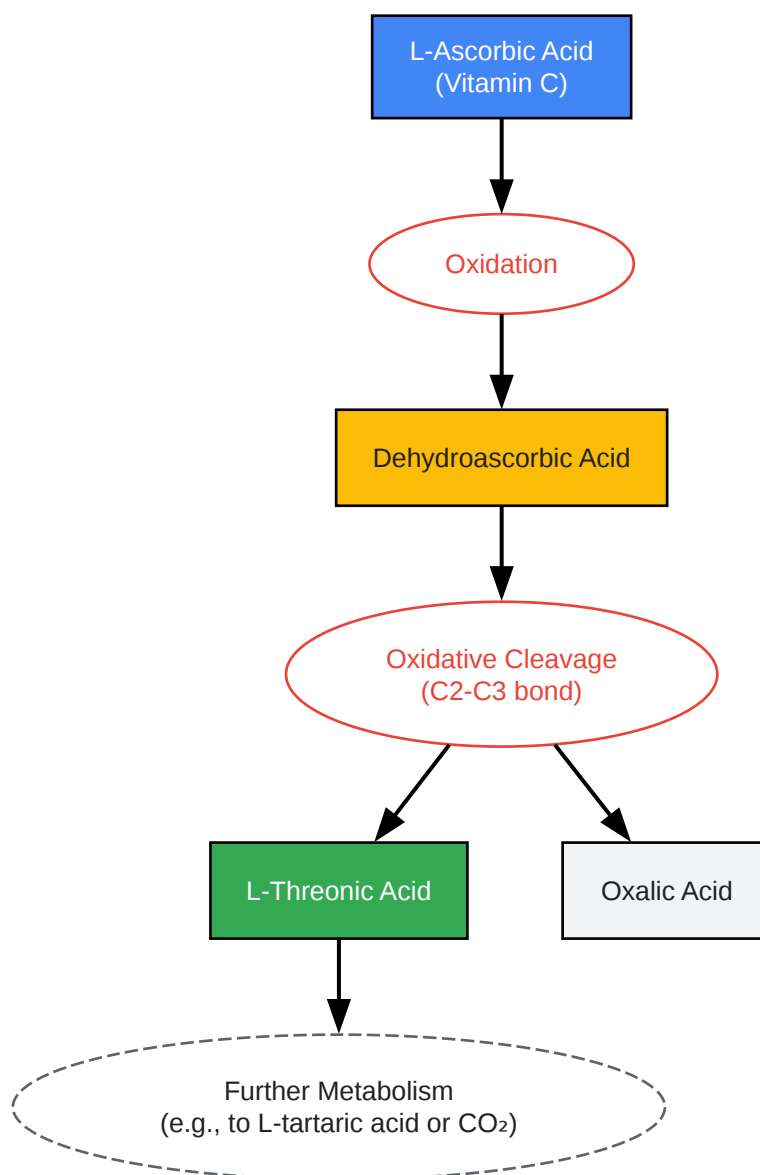 L-Ascorbic Acid
(Vitamin C)
Oxidation
Dehydroascorbic Acid
Oxidative Cleavage
(C2-C3 bond)
L-Threonic Acid
Oxalic Acid
Further Metabolism
(e.g., to L-tartaric acid or CO₂)